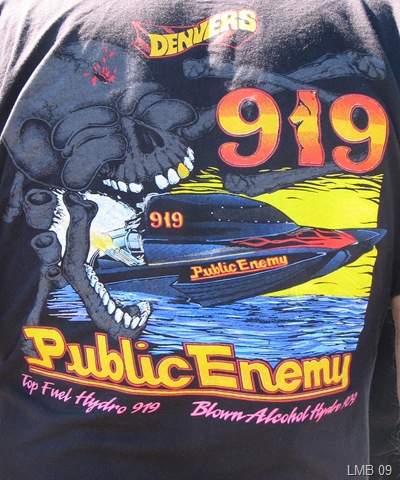 DENVERS
919
919
Public Enemy
Public Enemy
Top Fuel Hydro 919
Blown Alcohol Hydro
LMB 09